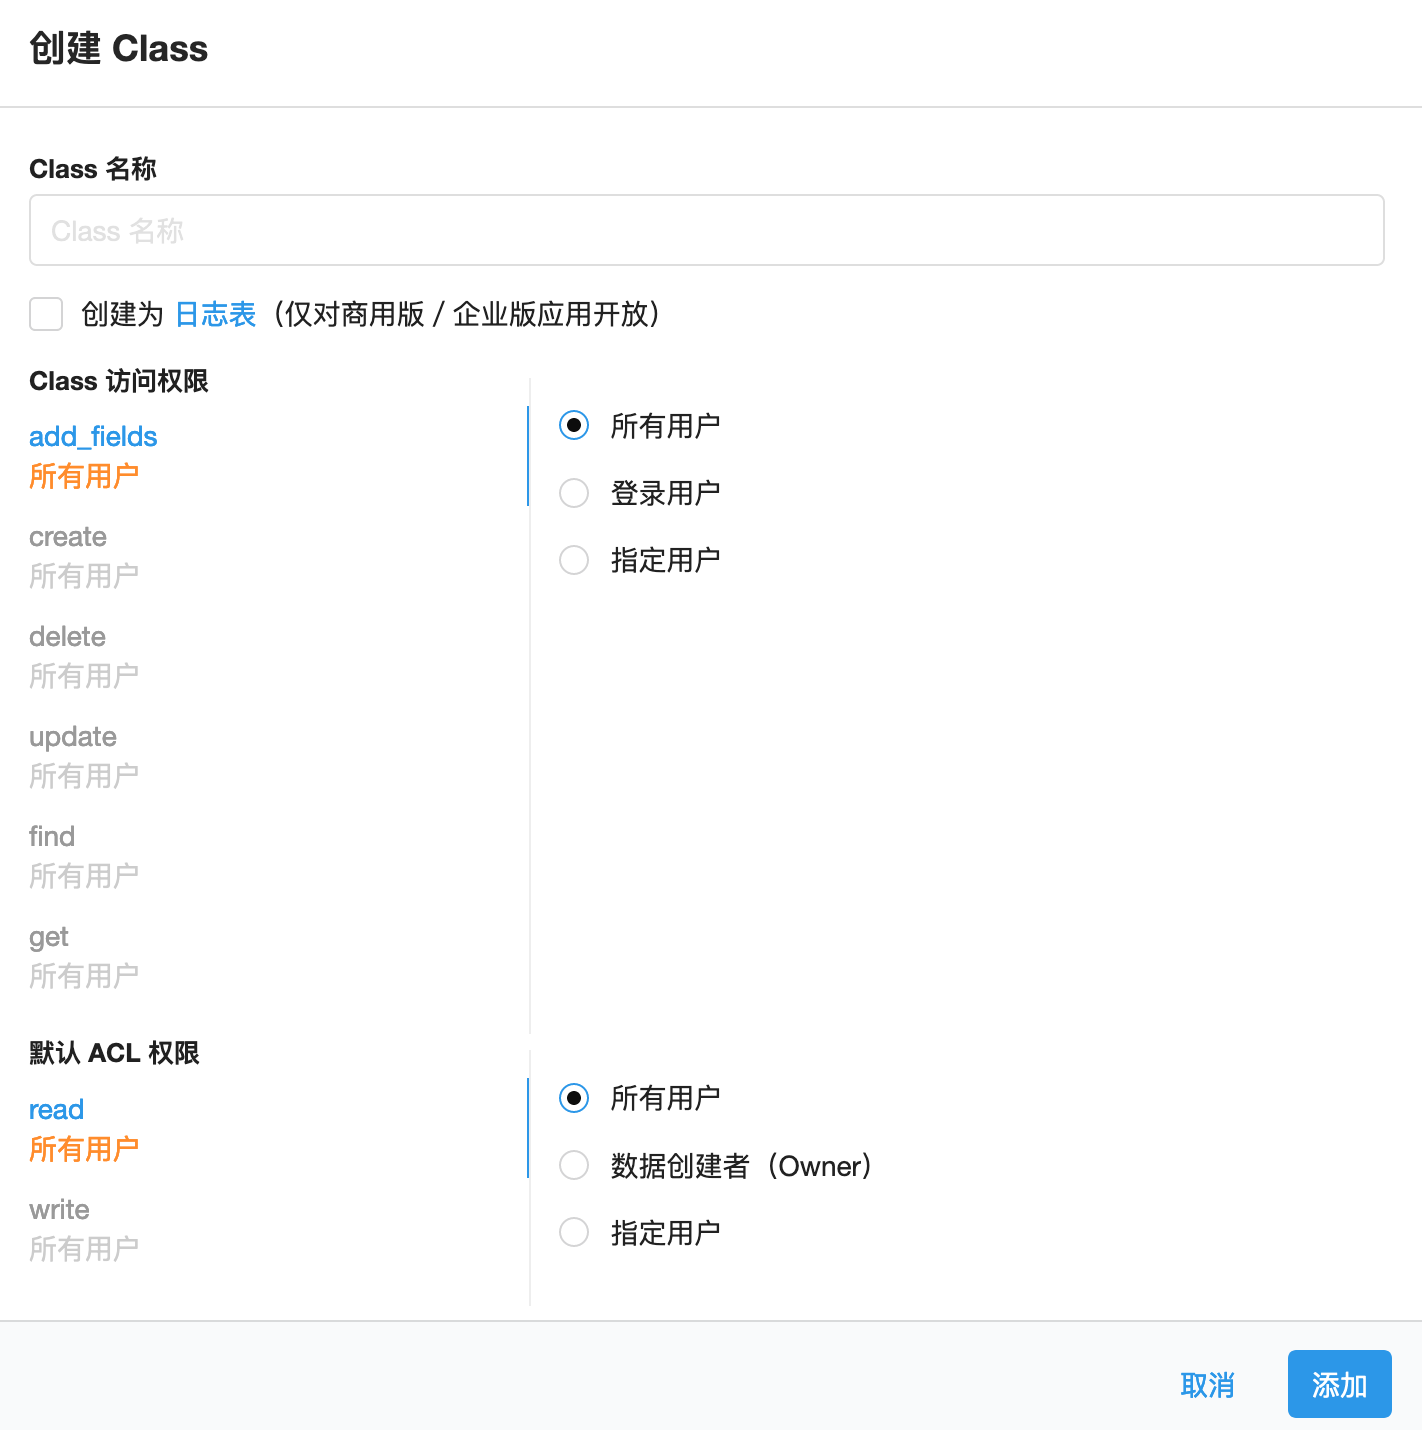 创建 Class
Class 名称
Class 名称
创建为 日志表（仅对商用版 / 企业版应用开放）
Class 访问权限
add_fields
所有用户
create
所有用户
delete
所有用户
update
所有用户
find
所有用户
get
所有用户
所有用户
登录用户
指定用户
默认 ACL 权限
read
所有用户
write
所有用户
所有用户
数据创建者（Owner）
指定用户
取消
添加